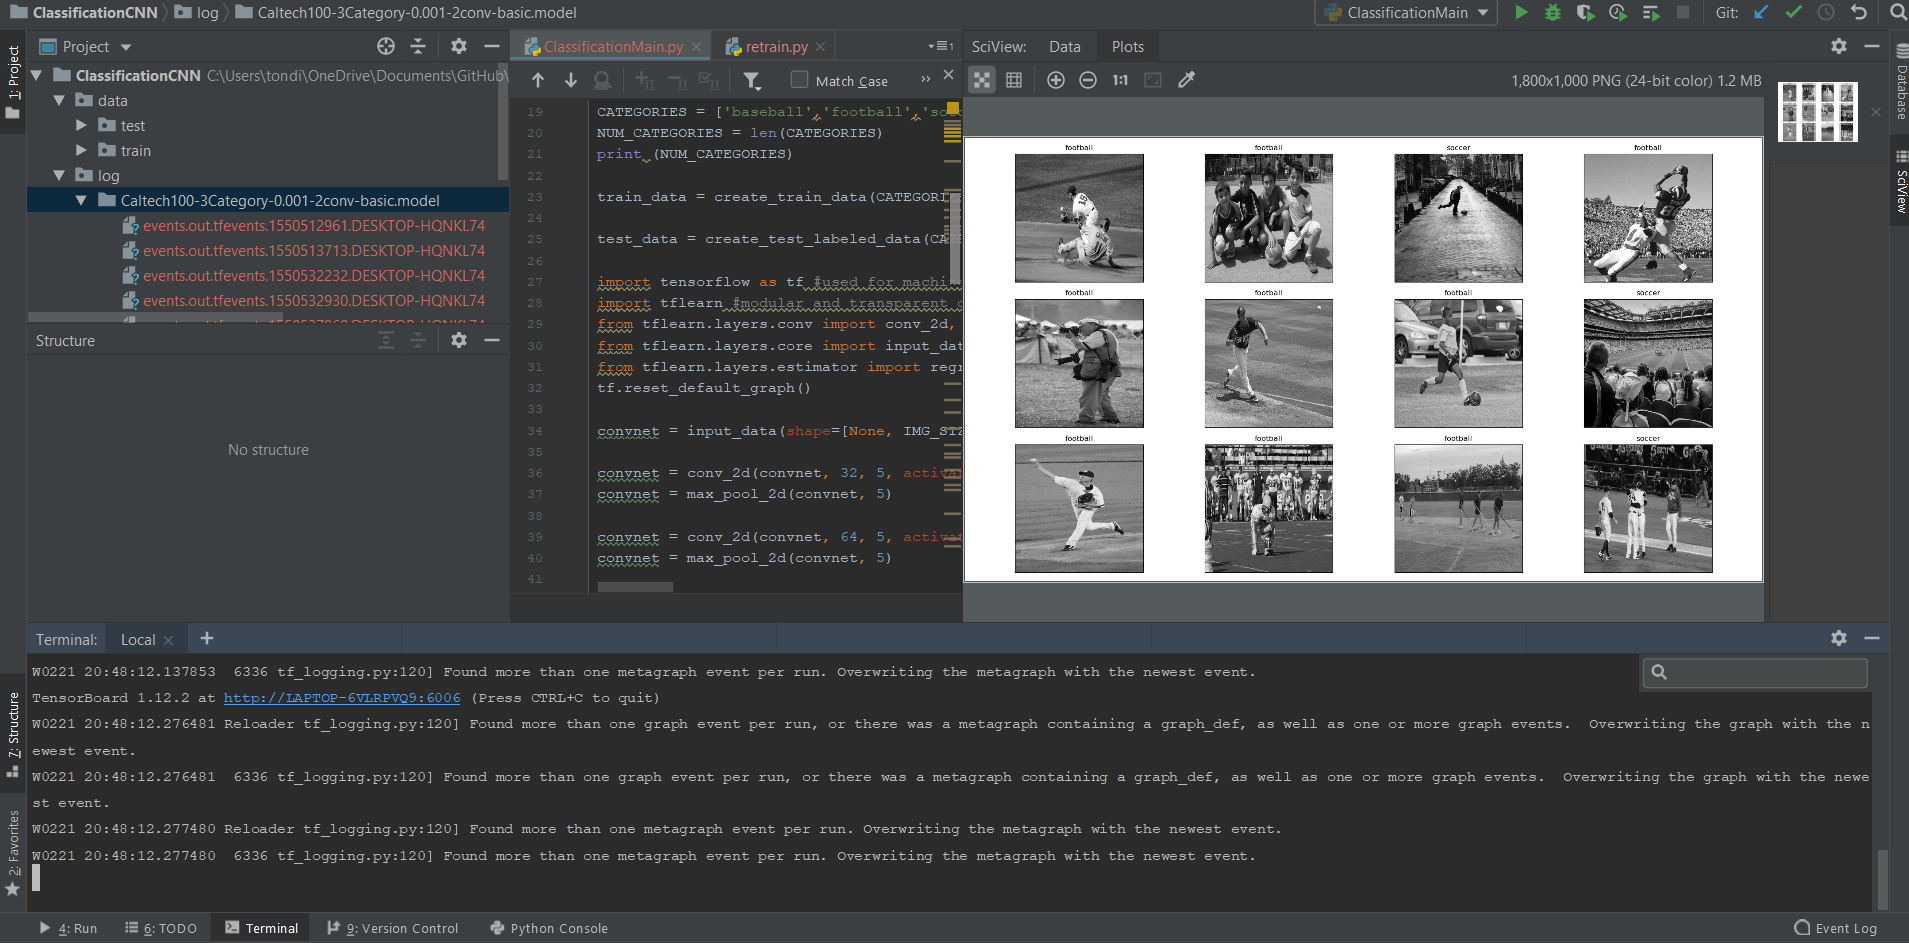 ClassificationCNN
log
Caltech100-3Category-0.001-2conv-basic.model
ClassificationMain
Git:
1: Project
Project
ClassificationCNN C:\Users\tondi\OneDrive\Documents\GitHub\
data
test
train
log
Caltech100-3Category-0.001-2conv-basic.model
events.out.tfevents.1550512961.DESKTOP-HQNKL74
events.out.tfevents.1550513713.DESKTOP-HQNKL74
events.out.tfevents.1550532232.DESKTOP-HQNKL74
events.out.tfevents.1550532930.DESKTOP-HQNKL74
Structure
No structure
ClassificationMain.py
retrain.py
Match Case
19 CATEGORIES = ['baseball','football','socc
20 NUM_CATEGORIES = len(CATEGORIES)
21 print (NUM_CATEGORIES)
22
23 train_data = create_train_data(CATEGORI
24
25 test_data = create_test_labeled_data(CA
26
27 import tensorflow as tf #used for machi
28 import tflearn #modular and transparent
29 from tflearn.layers.conv import conv_2d,
30 from tflearn.layers.core import input_dat
31 from tflearn.layers.estimator import regr
32 tf.reset_default_graph()
33
34 convnet = input_data(shape=[None, IMG_SIZ
35
36 convnet = conv_2d(convnet, 32, 5, activa
37 convnet = max_pool_2d(convnet, 5)
38
39 convnet = conv_2d(convnet, 64, 5, activat
40 convnet = max_pool_2d(convnet, 5)
41
SciView: Data Plots
1:1
1,800x1,000 PNG (24-bit color) 1.2 MB
football football soccer football
football football football soccer
football football football soccer
Database
SciView
Terminal: Local
W0221 20:48:12.137853 6336 tf_logging.py:120] Found more than one metagraph event per run. Overwriting the metagraph with the newest event.
TensorBoard 1.12.2 at http://LAPTOP-6VLRPVQ9:6006 (Press CTRL+C to quit)
W0221 20:48:12.276481 Reloader tf_logging.py:120] Found more than one graph event per run, or there was a metagraph containing a graph_def, as well as one or more graph events. Overwriting the graph with the n
ewest event.
W0221 20:48:12.276481 6336 tf_logging.py:120] Found more than one graph event per run, or there was a metagraph containing a graph_def, as well as one or more graph events. Overwriting the graph with the newe
st event.
W0221 20:48:12.277480 Reloader tf_logging.py:120] Found more than one metagraph event per run. Overwriting the metagraph with the newest event.
W0221 20:48:12.277480 6336 tf_logging.py:120] Found more than one metagraph event per run. Overwriting the metagraph with the newest event.
7: Structure
2: Favorites
4: Run
6: TODO
Terminal
9: Version Control
Python Console
Event Log